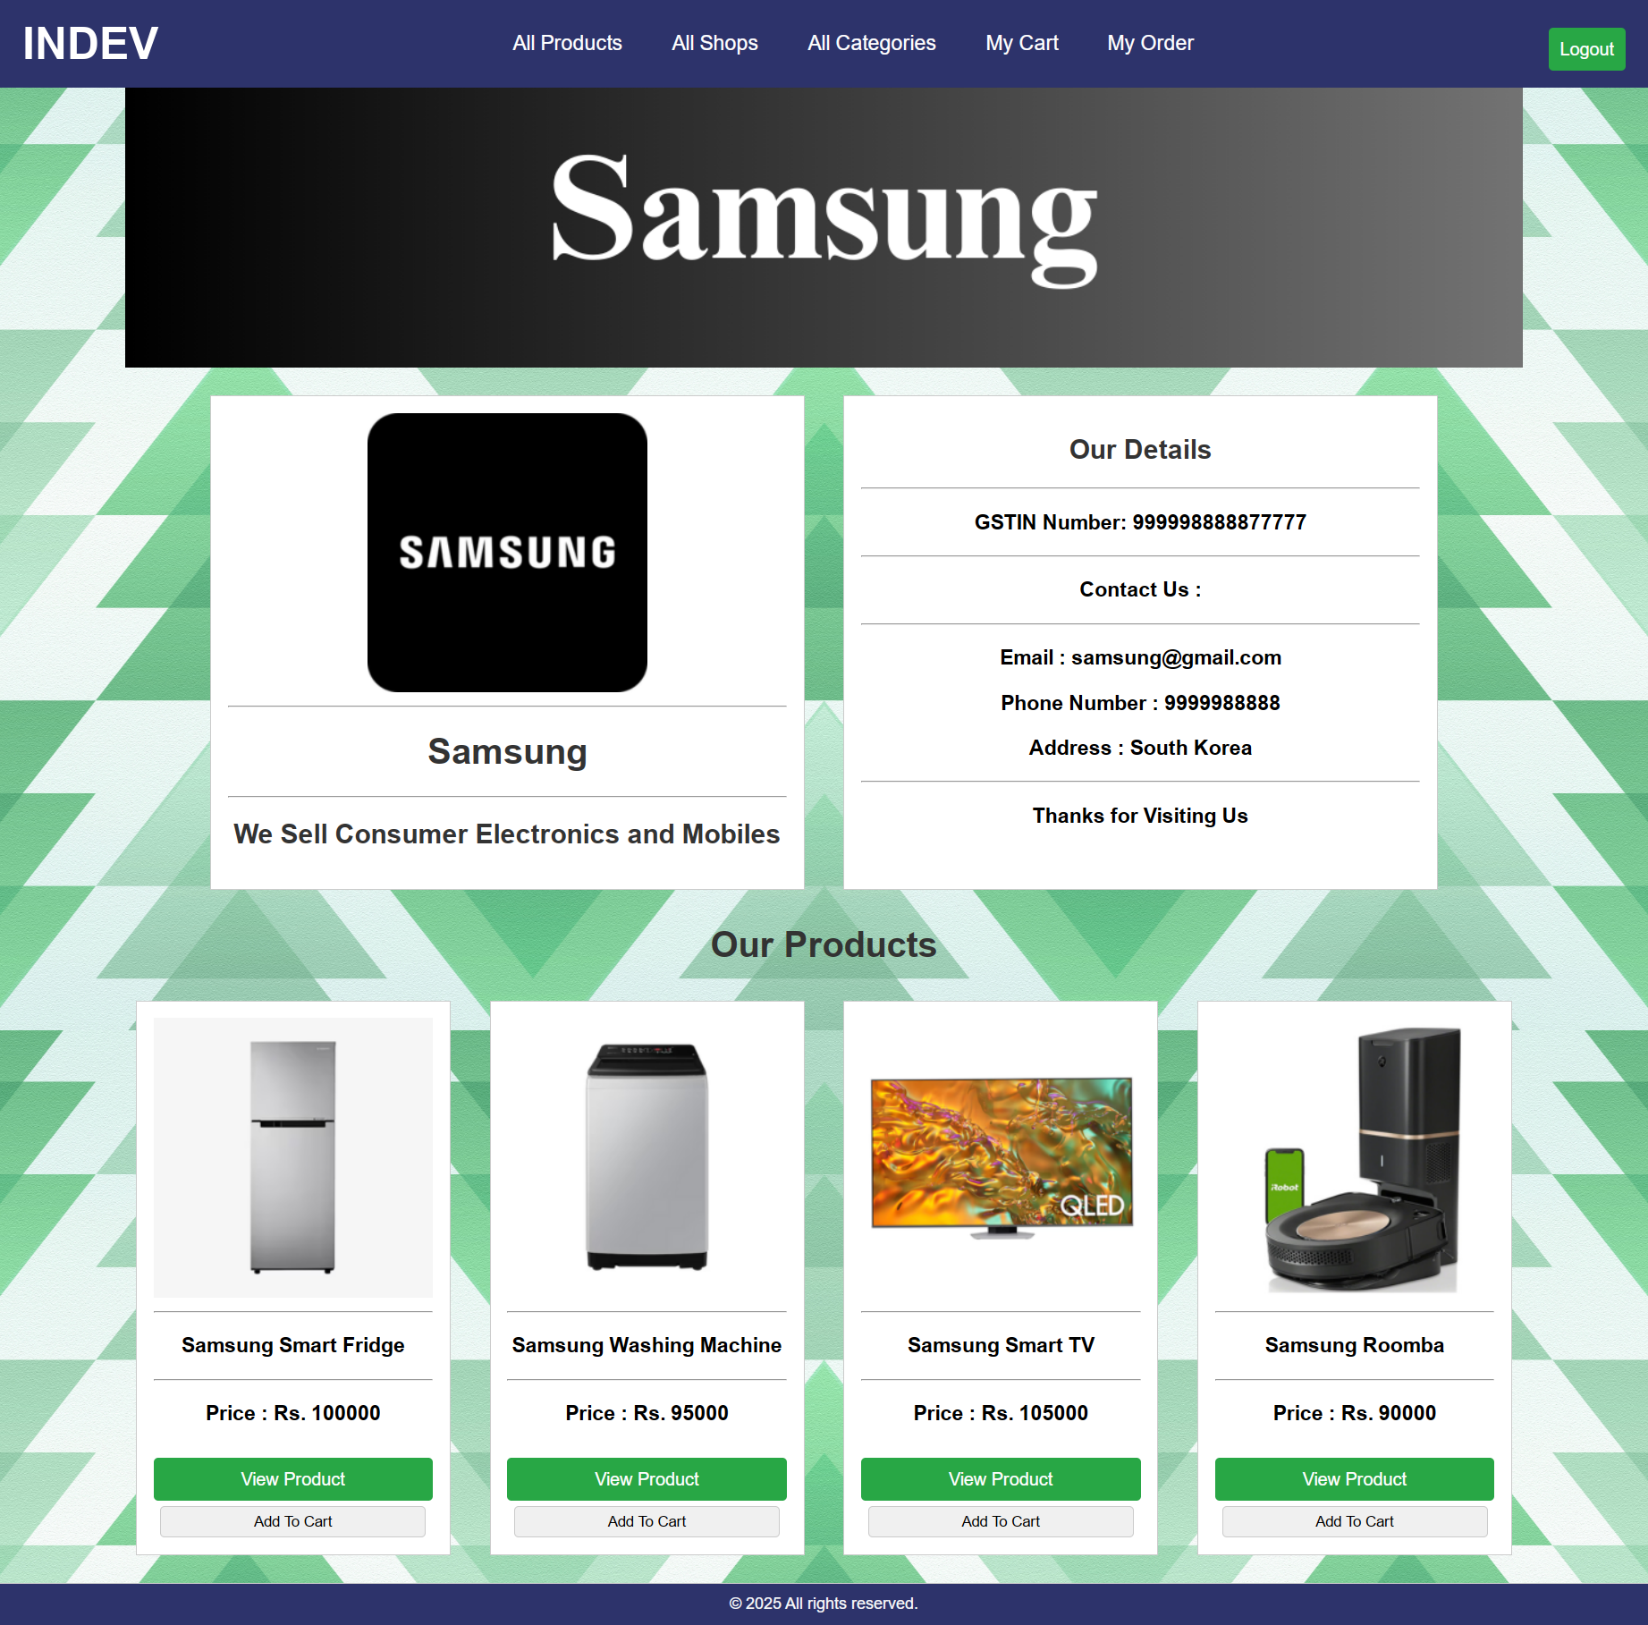 INDEV
All Products
All Shops
All Categories
My Cart
My Order
Logout
Samsung
SAMSUNG
Samsung
We Sell Consumer Electronics and Mobiles
Our Details
GSTIN Number: 999998888877777
Contact Us :
Email : samsung@gmail.com
Phone Number : 9999988888
Address : South Korea
Thanks for Visiting Us
Our Products
QLED
iRobot
Samsung Smart Fridge
Samsung Washing Machine
Samsung Smart TV
Samsung Roomba
Price : Rs. 100000
Price : Rs. 95000
Price : Rs. 105000
Price : Rs. 90000
View Product
View Product
View Product
View Product
Add To Cart
Add To Cart
Add To Cart
Add To Cart
© 2025 All rights reserved.